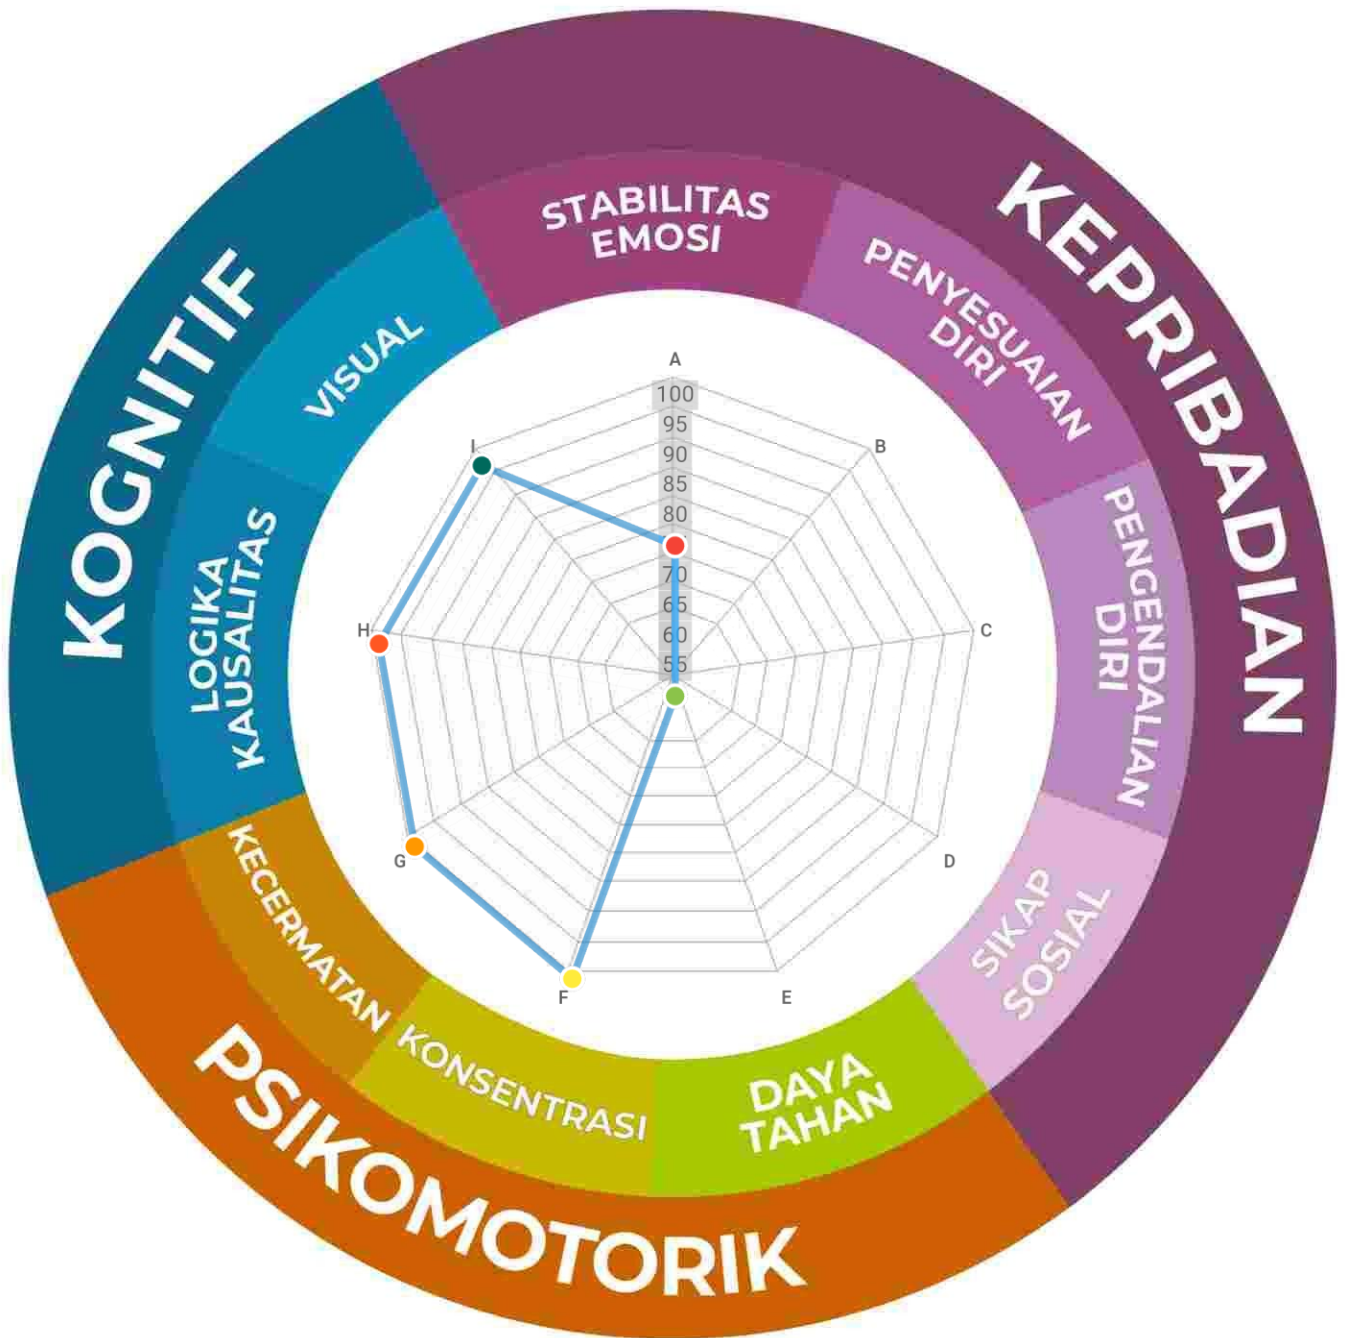 KOGNITIF
KEPRIBADIAN
PSIKOMOTORIK
STABILITAS
EMOSI
PENYESUAIAN
DIRI
PENGENDALIAN
DIRI
SIKAP
SOSIAL
DAYA
TAHAN
KONSENTRASI
KECERMATAN
LOGIKA
KAUSALITAS
VISUAL
A
B
C
D
E
F
G
H
I
100
95
90
85
80
70
65
60
55